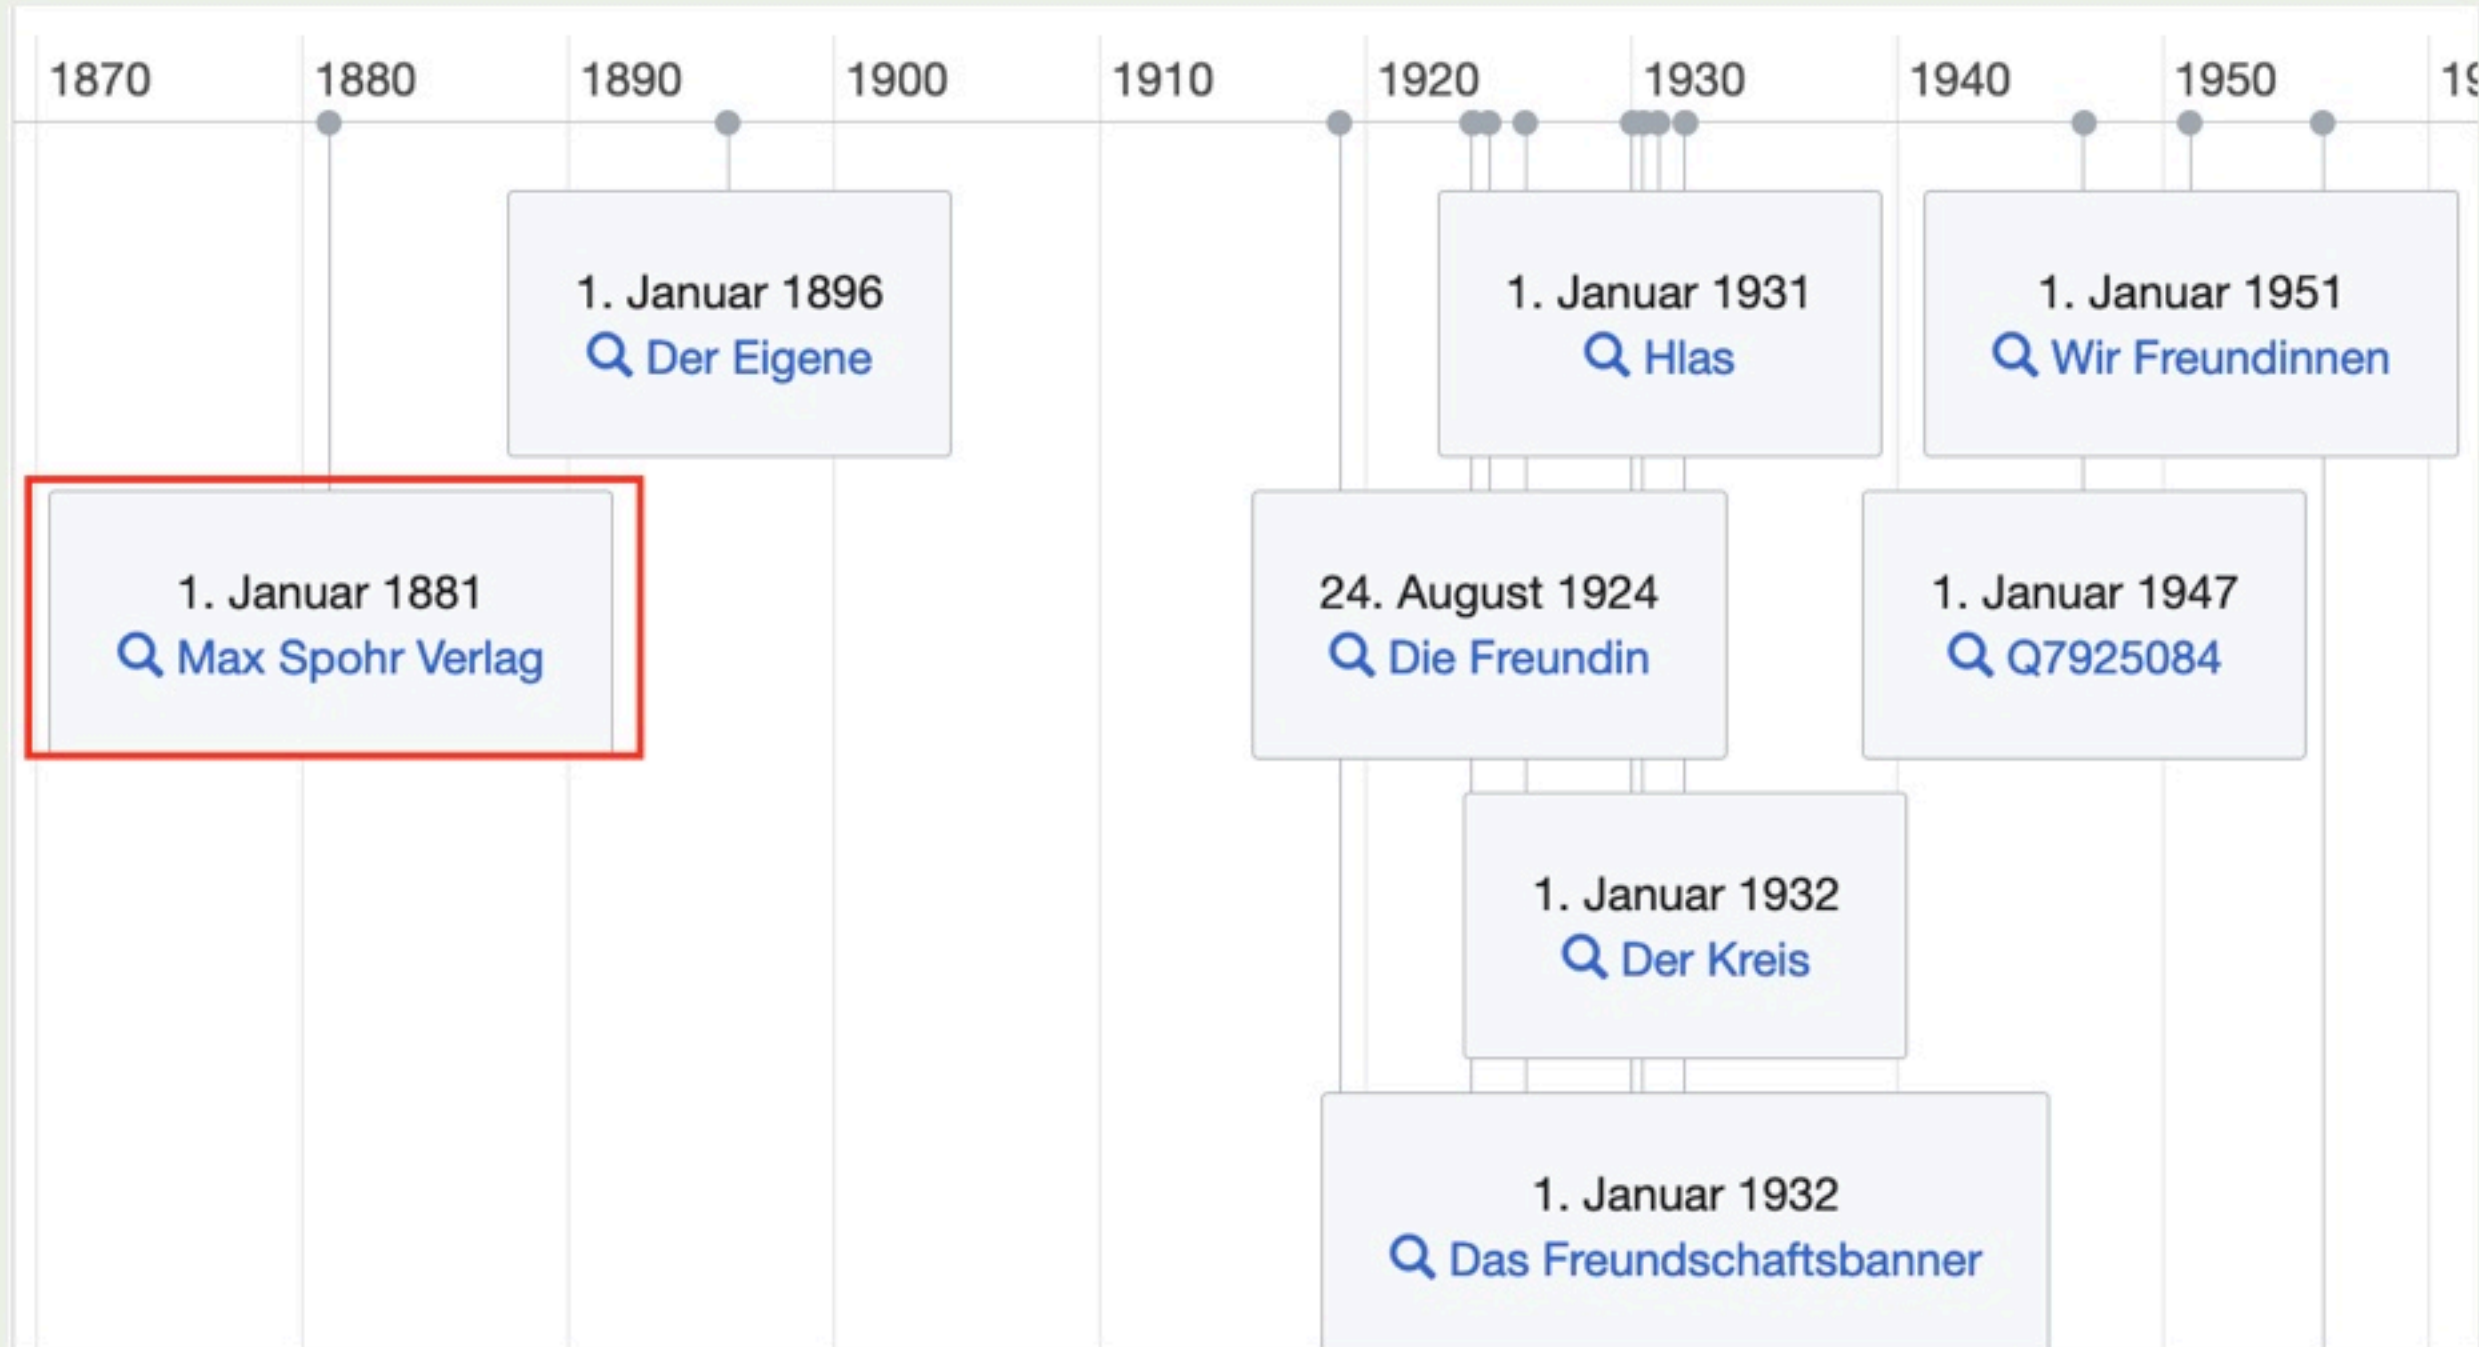 1870 1880 1890 1900 1910 1920 1930 1940 1950
1. Januar 1896
Der Eigene
1. Januar 1931
Hlas
1. Januar 1951
Wir Freundinnen
1. Januar 1881
Max Spohr Verlag
24. August 1924
Die Freundin
1. Januar 1947
Q7925084
1. Januar 1932
Der Kreis
1. Januar 1932
Das Freundschaftsbanner